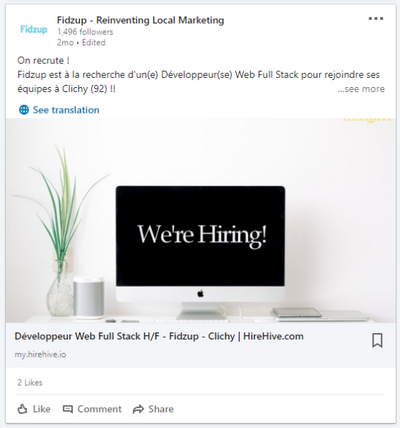 Fidzup
Fidzup - Reinventing Local Marketing
1,496 followers
2mo • Edited
On recrute !
Fidzup est à la recherche d'un(e) Développeur(se) Web Full Stack pour rejoindre ses
équipes à Clichy (92) !!
...see more
See translation
We're Hiring!
Développeur Web Full Stack H/F - Fidzup - Clichy | HireHive.com
my.hirehive.io
2 Likes
Like Comment Share